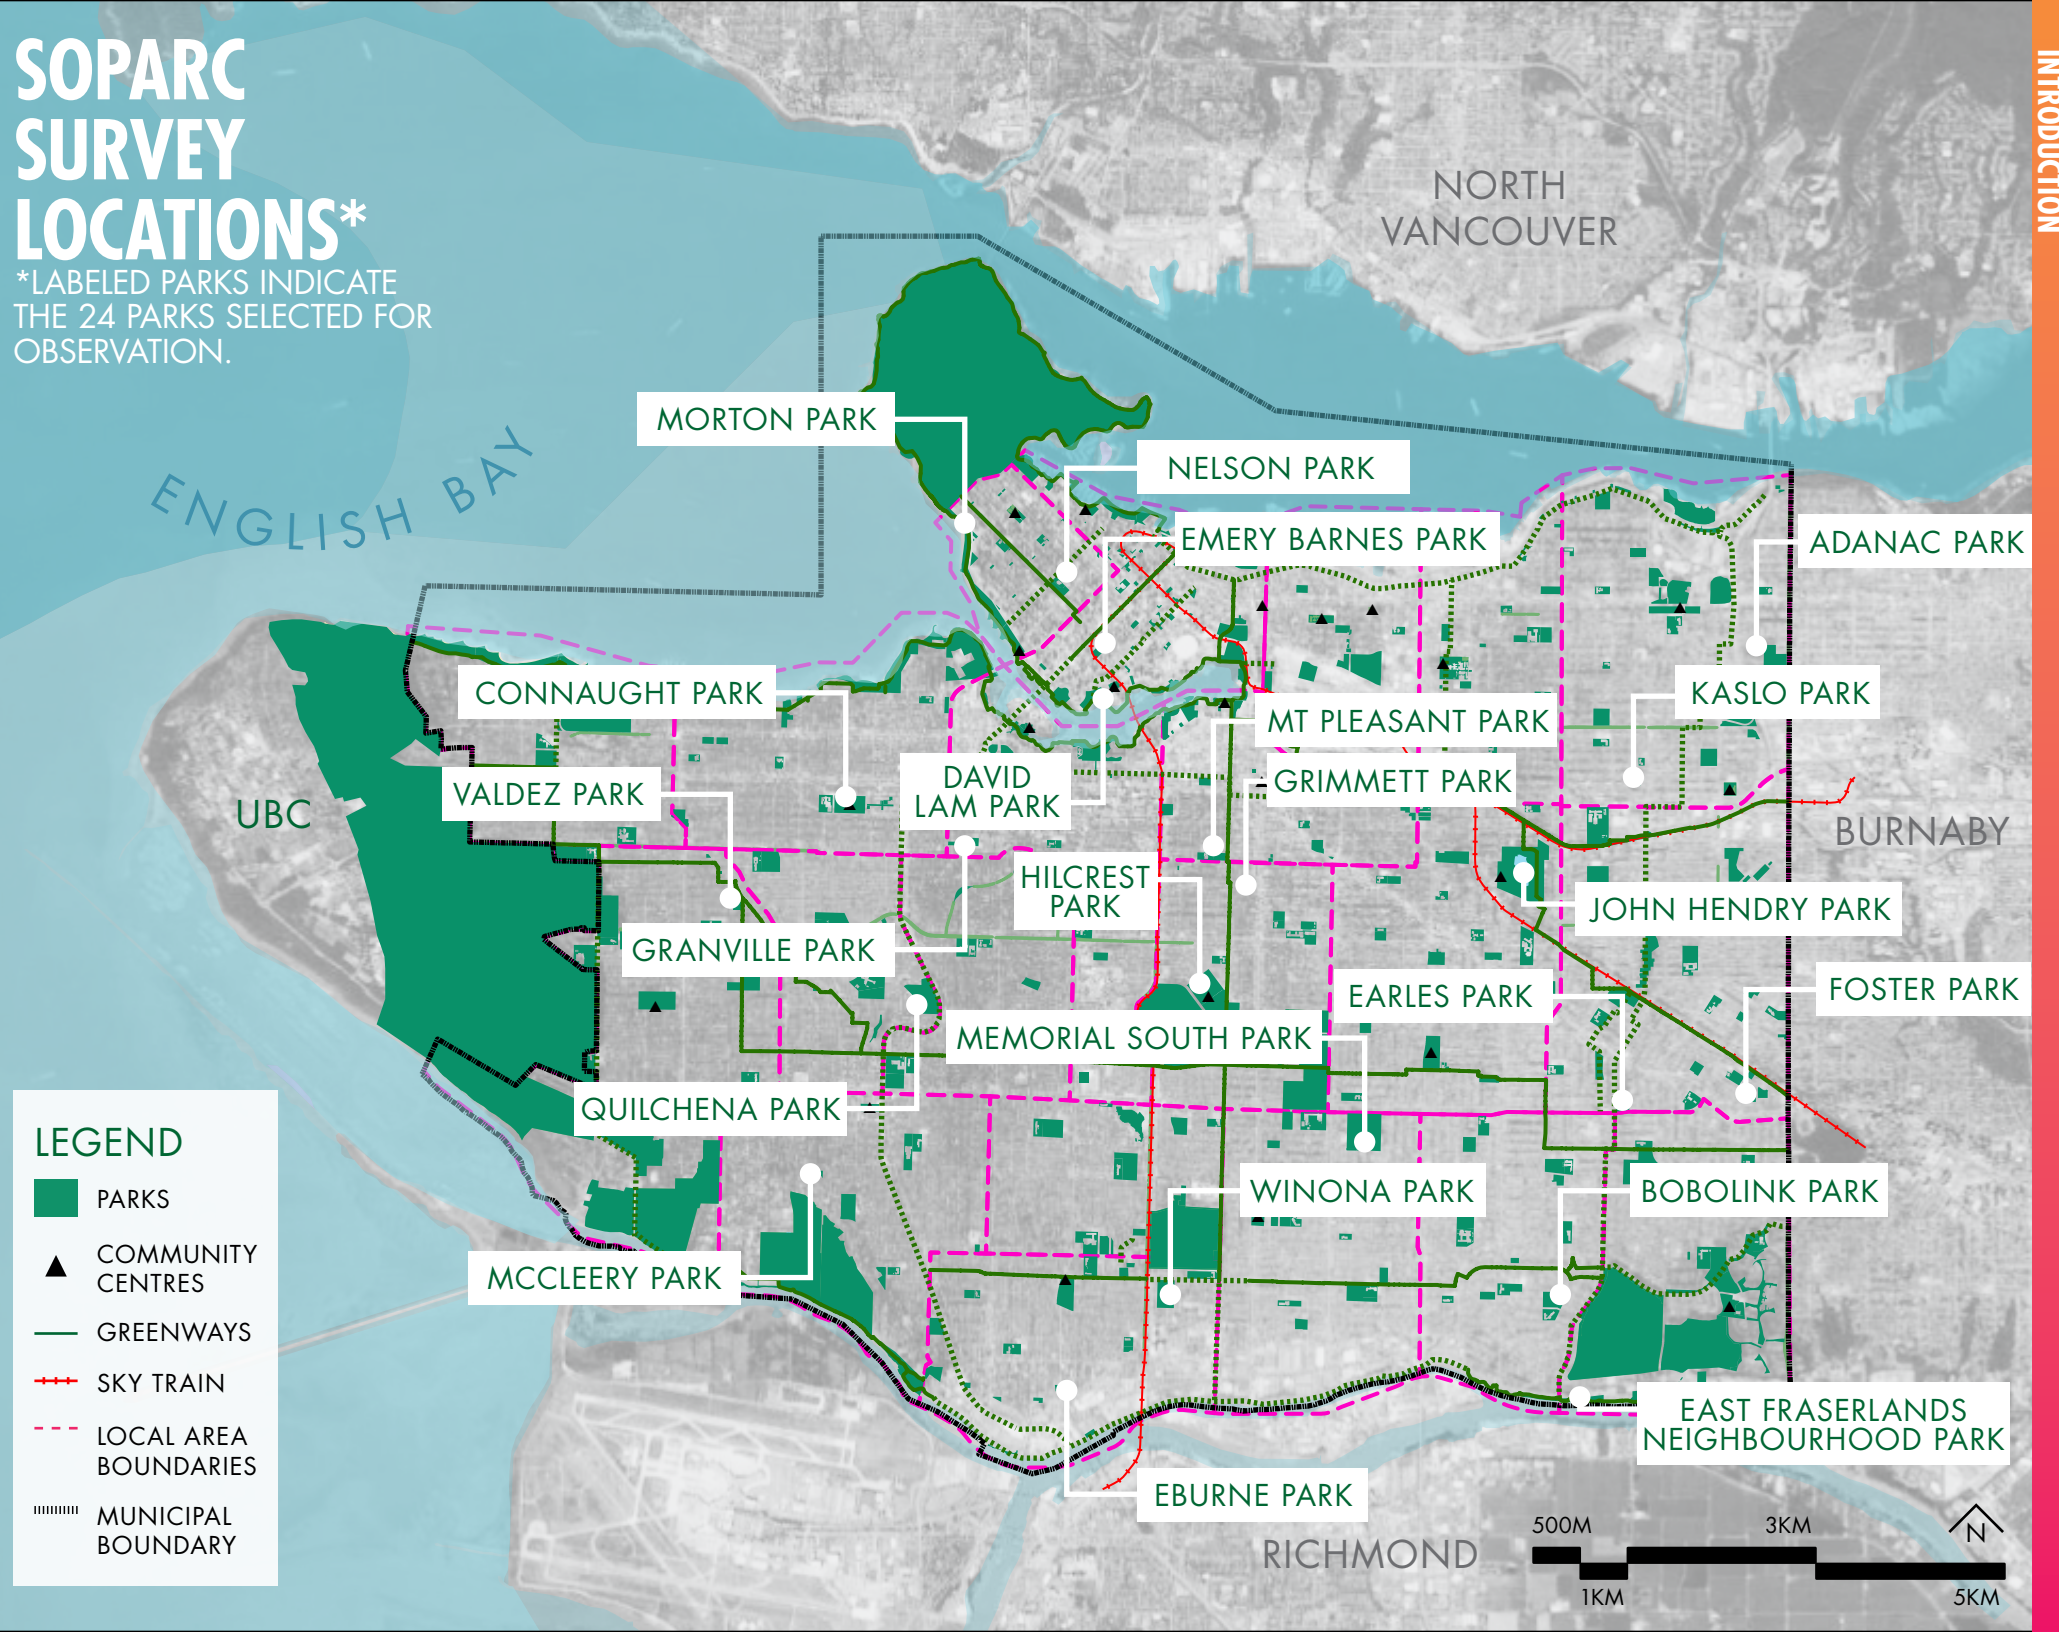 SOPARC
SURVEY
LOCATIONS*
*LABELED PARKS INDICATE
THE 24 PARKS SELECTED FOR
OBSERVATION.
INTRODUCTION
NORTH
VANCOUVER
ENGLISH BAY
MORTON PARK
NELSON PARK
EMERY BARNES PARK
ADANAC PARK
CONNAUGHT PARK
KASLO PARK
MT PLEASANT PARK
VALDEZ PARK
DAVID
LAM PARK
GRIMMETT PARK
UBC
BURNABY
HILCREST
PARK
JOHN HENDRY PARK
GRANVILLE PARK
EARLES PARK
FOSTER PARK
MEMORIAL SOUTH PARK
QUILCHENA PARK
WINONA PARK
BOBOLINK PARK
MCCLEERY PARK
EAST FRASERLANDS
NEIGHBOURHOOD PARK
EBURNE PARK
RICHMOND
LEGEND
PARKS
COMMUNITY
CENTRES
GREENWAYS
SKY TRAIN
LOCAL AREA
BOUNDARIES
MUNICIPAL
BOUNDARY
500M
3KM
N
1KM
5KM